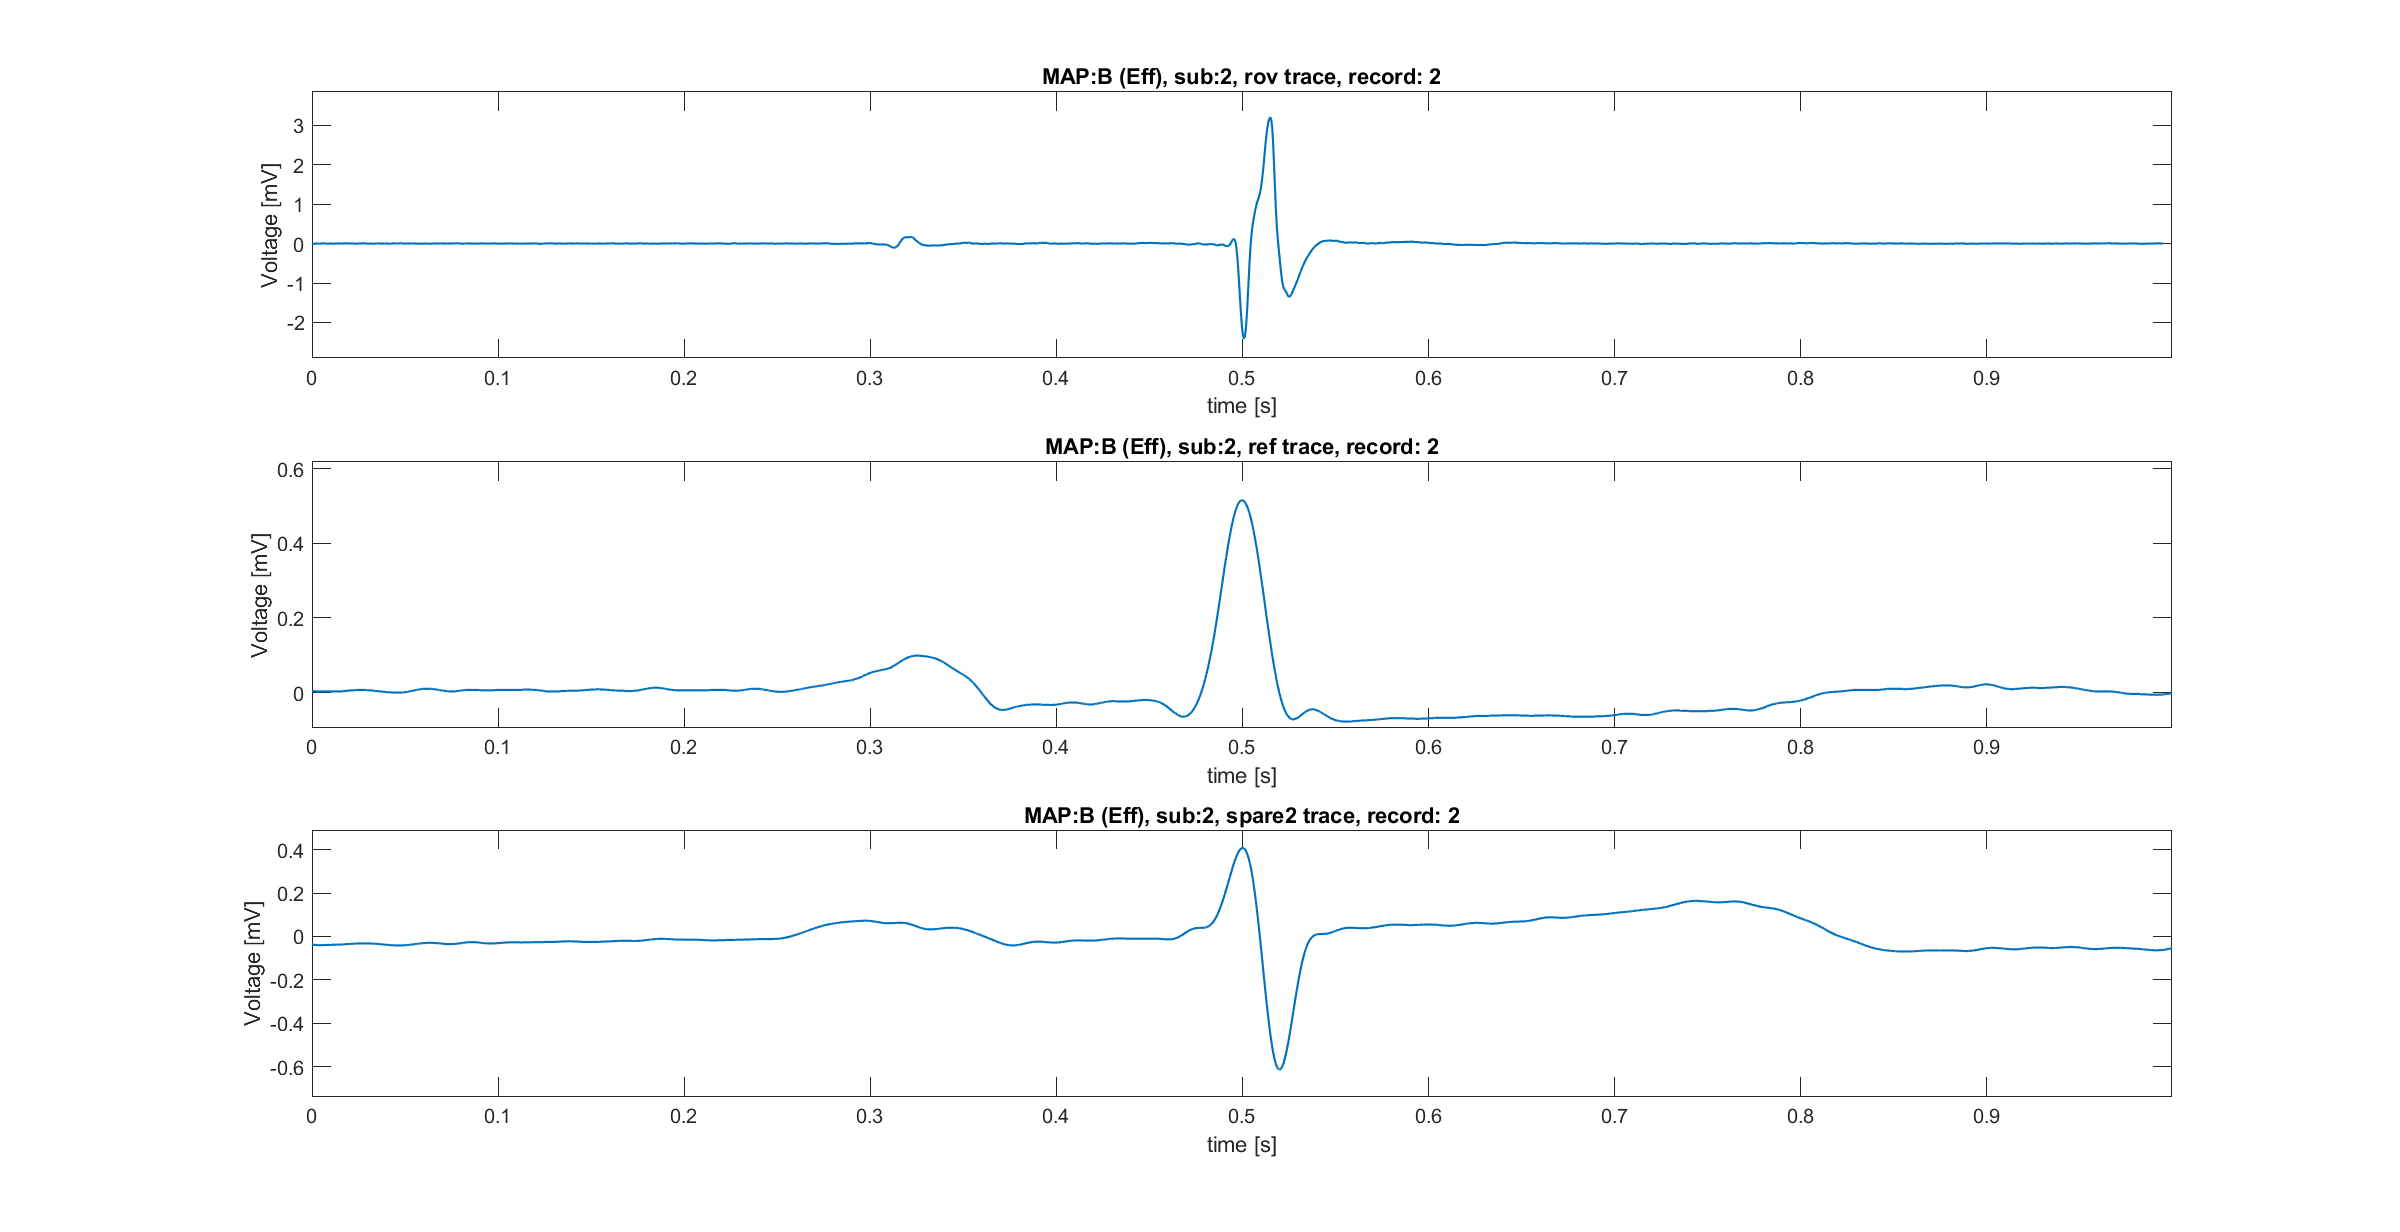 MAP:B (Eff), sub:2, rov trace, record: 2
Voltage [mV]
3
2
1
0
-1
-2
0 0.1 0.2 0.3 0.4 0.5 0.6 0.7 0.8 0.9
time [s]
MAP:B (Eff), sub:2, ref trace, record: 2
Voltage [mV]
0.6
0.4
0.2
0
0 0.1 0.2 0.3 0.4 0.5 0.6 0.7 0.8 0.9
time [s]
MAP:B (Eff), sub:2, spare2 trace, record: 2
Voltage [mV]
0.4
0.2
0
-0.2
-0.4
-0.6
0 0.1 0.2 0.3 0.4 0.5 0.6 0.7 0.8 0.9
time [s]